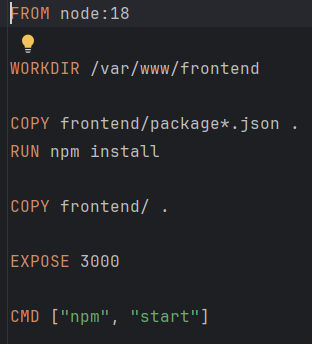 FROM node:18
WORKDIR /var/www/frontend
COPY frontend/package*.json .
RUN npm install
COPY frontend/ .
EXPOSE 3000
CMD ["npm", "start"]